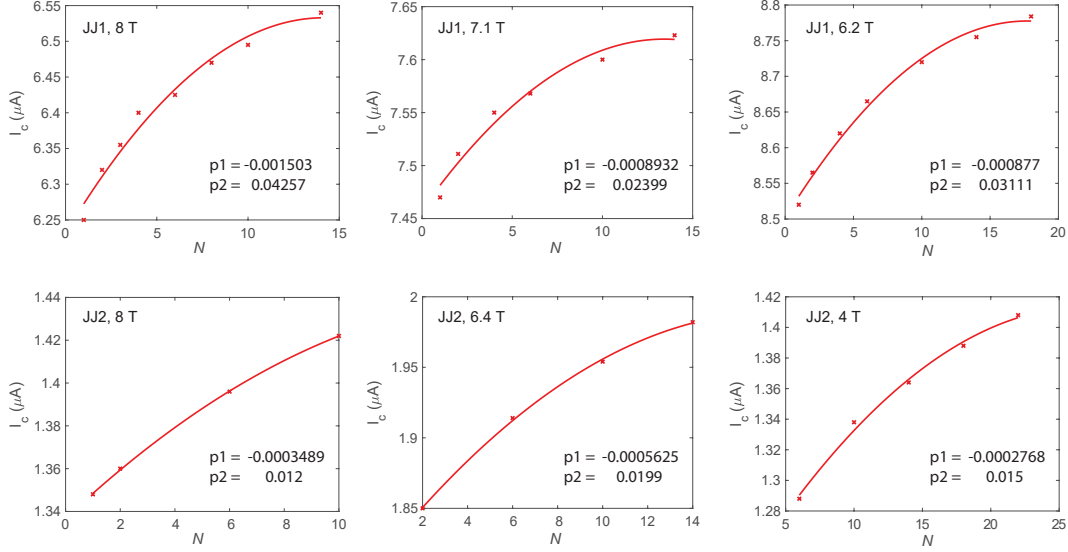 JJ1, 8 T
I_c (μA)
6.55
6.5
6.45
6.4
6.35
6.3
6.25
p1 = -0.001503
p2 = 0.04257
0 5 10 15
N
JJ1, 7.1 T
I_c (μA)
7.65
7.6
7.55
7.5
7.45
p1 = -0.0008932
p2 = 0.02399
0 5 10 15
N
JJ1, 6.2 T
I_c (μA)
8.8
8.75
8.7
8.65
8.6
8.55
8.5
p1 = -0.000877
p2 = 0.03111
0 5 10 15 20
N
JJ2, 8 T
I_c (μA)
1.44
1.42
1.4
1.38
1.36
1.34
p1 = -0.0003489
p2 = 0.012
0 2 4 6 8 10
N
JJ2, 6.4 T
I_c (μA)
2
1.95
1.9
1.85
p1 = -0.0005625
p2 = 0.0199
2 4 6 8 10 12 14
N
JJ2, 4 T
I_c (μA)
1.42
1.4
1.38
1.36
1.34
1.32
1.3
1.28
p1 = -0.0002768
p2 = 0.015
5 10 15 20 25
N